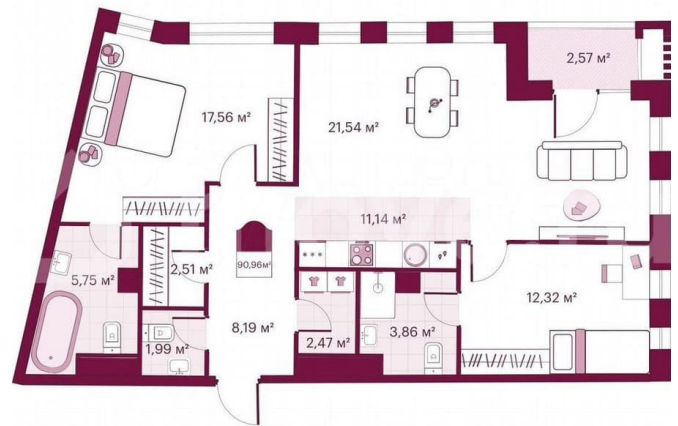 2,57 м²
17,56 м²
21,54 м²
11,14 м²
5,75 м²
2,51 м²
90,96м²
12,32 м²
8,19 м²
3,86 м²
1,99 м²
2,47 м²